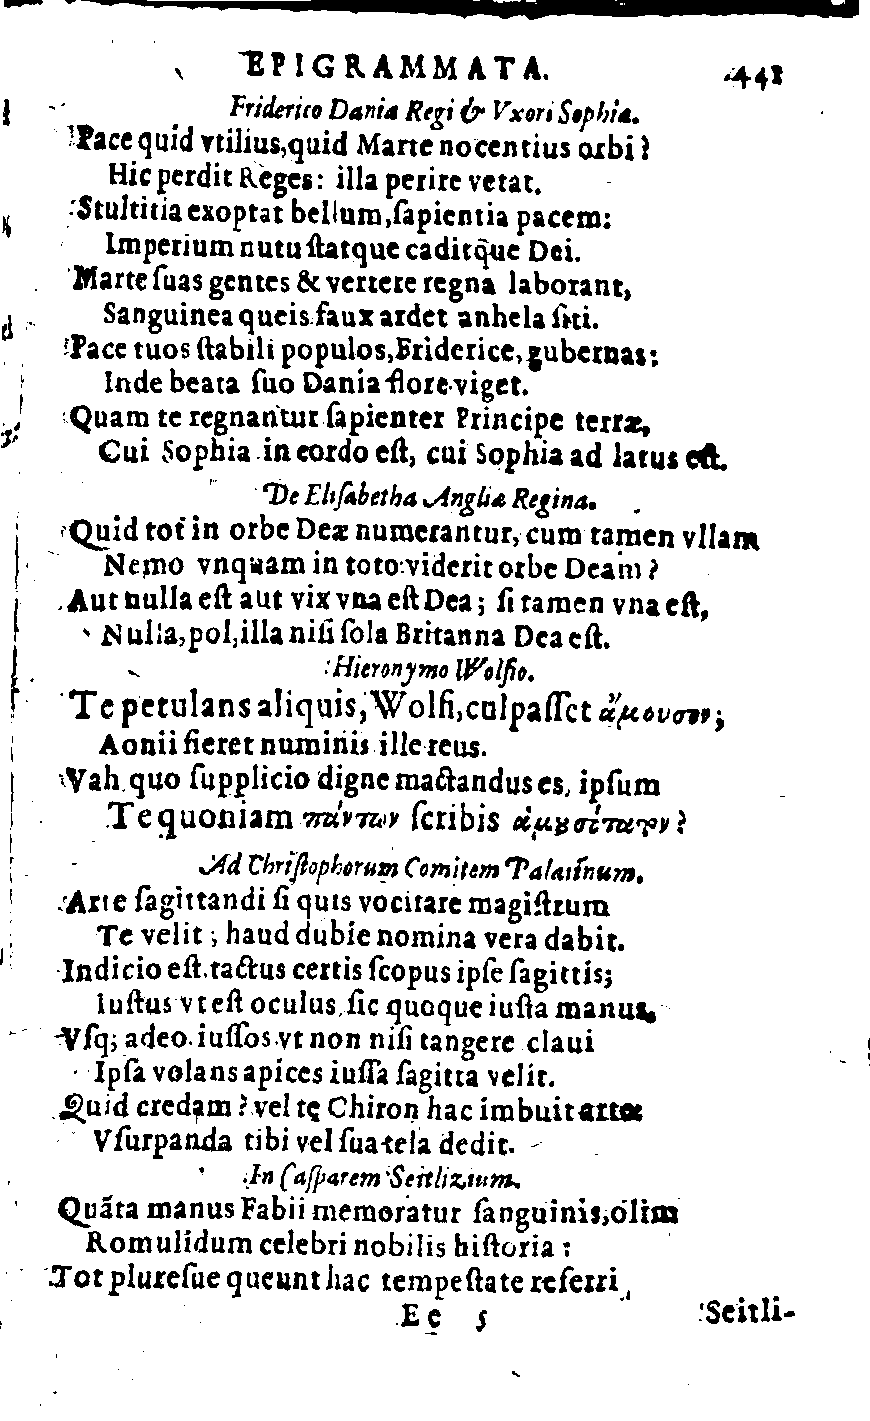 EPIGRAMMATA. 441
Friderico Daniæ Regi & Vxori Sophiæ.
Pace quid vtilius, quid Marte nocentius orbi?
Hic perdit Reges: illa perire vetat.
Stultitia exoptat bellum, ſapientia pacem:
Imperium nutu ſtatque caditq́ue Dei.
Marte ſuas gentes & vertere regna laborant,
Sanguinea queis faux ardet anhela ſiti.
Pace tuos ſtabili populos, Friderice, gubernas:
Inde beata ſuo Dania flore viget.
Quam te regnantur ſapienter Principe terræ,
Cui Sophia in cordo eſt, cui Sophia ad latus eſt.
De Eliſabetha Angliæ Regina.
Quid tot in orbe Deæ numerantur, cum tamen vllam
Nemo vnquam in toto viderit orbe Deam?
Aut nulla eſt aut vix vna eſt Dea; ſi tamen vna eſt,
Nulla, pol, illa niſi ſola Britanna Dea eſt.
Hieronymo Wolfio.
Te petulans aliquis, Wolfi, culpaſſet ἄμουσον;
Aonii fieret numinis ille reus.
Vah quo ſupplicio digne mactandus es, ipſum
Te quoniam πάντων ſcribis ἀμȣσότατον?
Ad Chriſtophorum Comitem Palatinum.
Arte ſagittandi ſi quis vocitare magiſtrum
Te velit; haud dubie nomina vera dabit.
Indicio eſt tactus certis ſcopus ipſe ſagittis;
Iuſtus vt eſt oculus, ſic quoque iuſta manus.
Vſq; adeo iuſſos vt non niſi tangere claui
Ipſa volans apices iuſſa ſagitta velit.
Quid credam? vel te Chiron hac imbuit arte
Vſurpanda tibi vel ſua tela dedit.
In Caſparem Seitlizium.
Quãta manus Fabii memoratur ſanguinis, olim
Romulidum celebri nobilis hiſtoria:
Tot plureſue queunt hac tempeſtate referri,
Ee 5 Seitli-